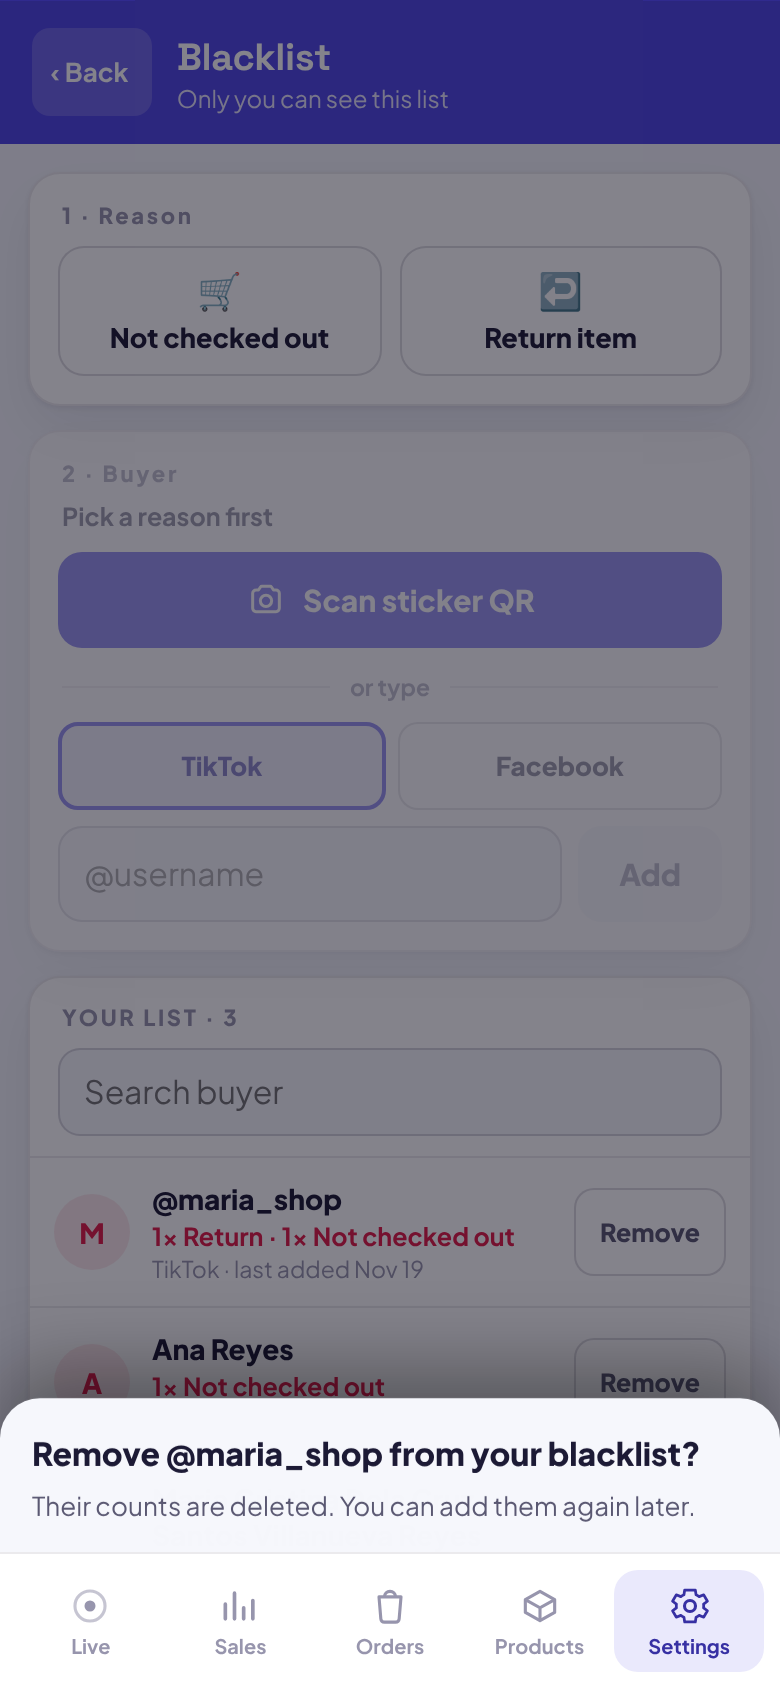 ‹ Back
Blacklist
Only you can see this list
1 · Reason
Not checked out
Return item
2 · Buyer
Pick a reason first
Scan sticker QR
or type
TikTok
Facebook
@username
Add
YOUR LIST · 3
Search buyer
M
@maria_shop
1× Return · 1× Not checked out
TikTok · last added Nov 19
Remove
A
Ana Reyes
1× Not checked out
Remove
Remove @maria_shop from your blacklist?
Their counts are deleted. You can add them again later.
Live
Sales
Orders
Products
Settings